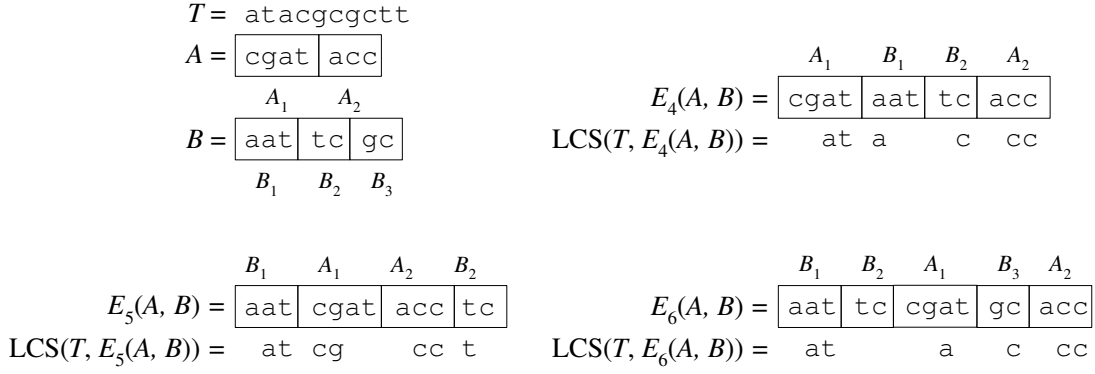 T = atacgcgctt
A = cgat acc
A1 A2
B = aat tc gc
B1 B2 B3
A1 B1 B2 A2
E4(A, B) = cgat aat tc acc
LCS(T, E4(A, B)) = at a c cc
B1 A1 A2 B2
E5(A, B) = aat cgat acc tc
LCS(T, E5(A, B)) = at cg cc t
B1 B2 A1 B3 A2
E6(A, B) = aat tc cgat gc acc
LCS(T, E6(A, B)) = at a c cc